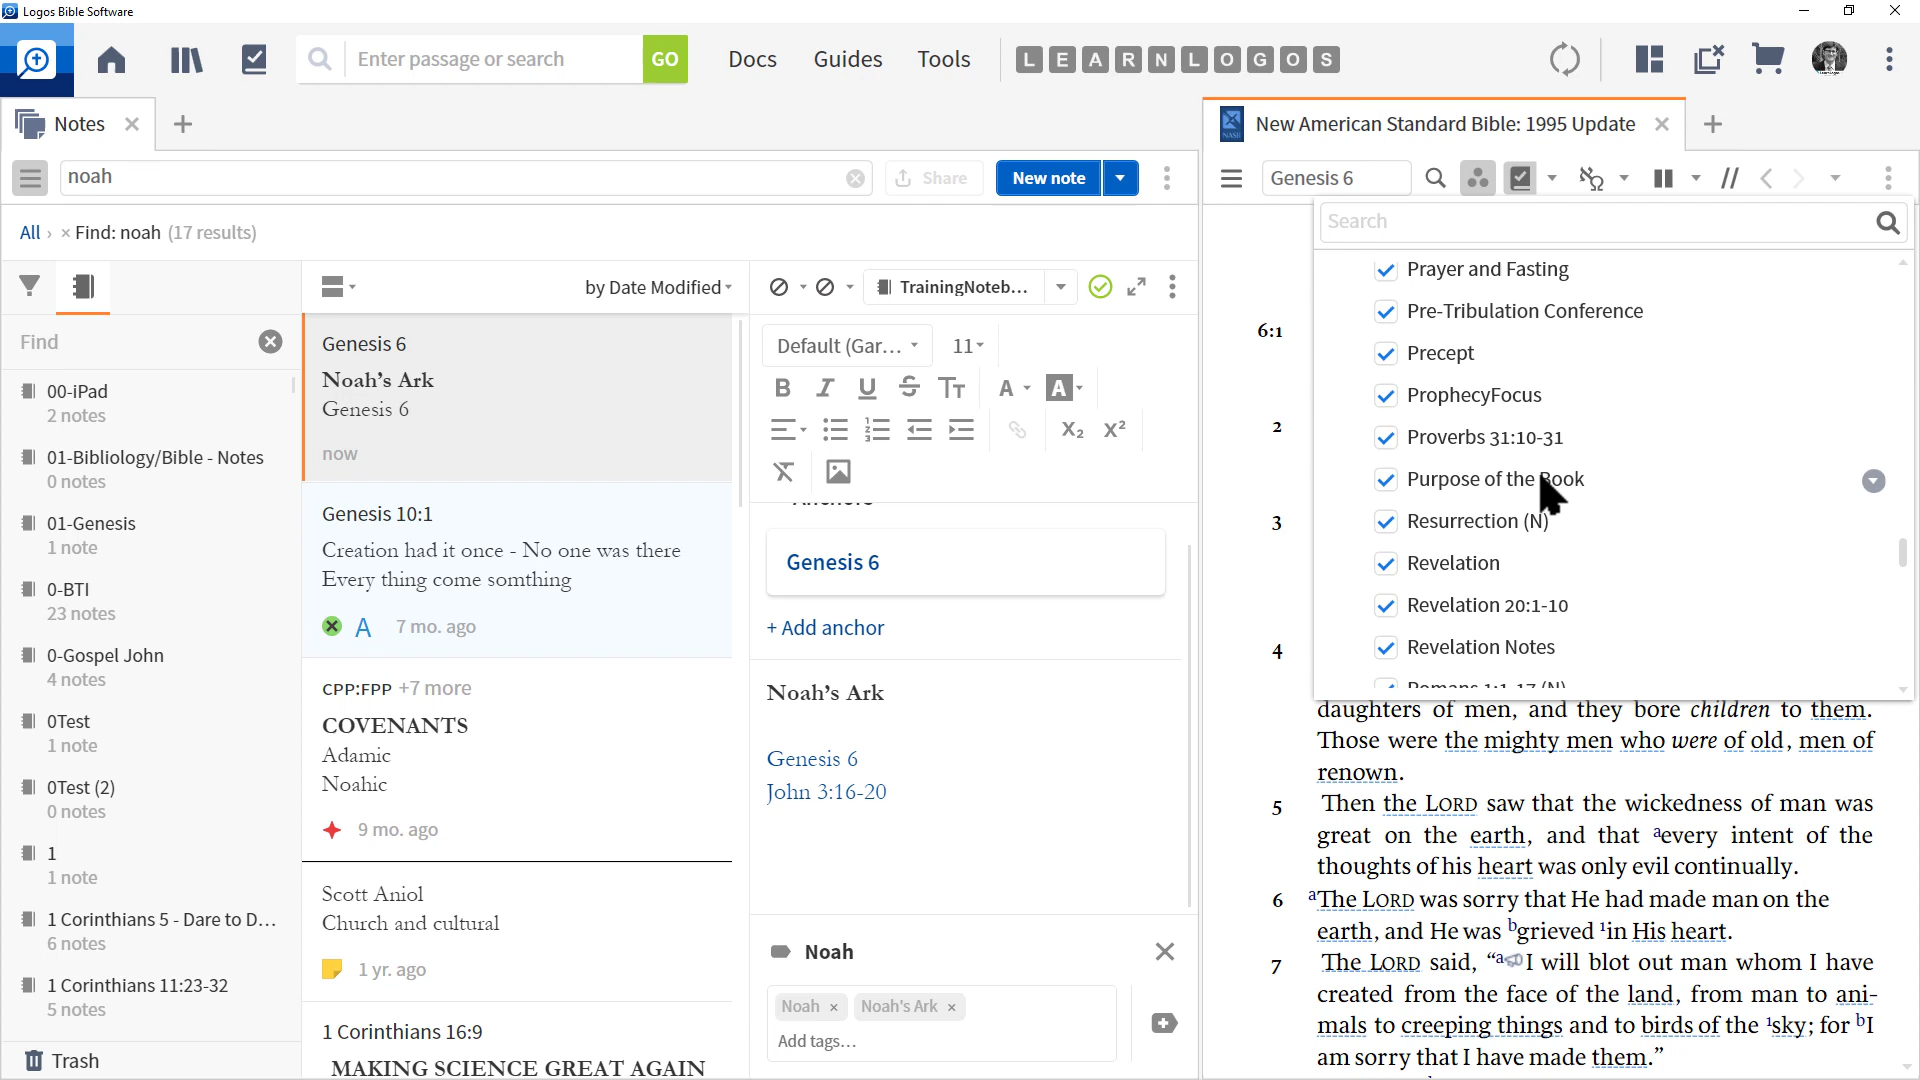 Logos Bible Software
Enter passage or search
GO
Docs
Guides
Tools
L E A R N L O G O S
Notes
New American Standard Bible: 1995 Update
noah
Share
New note
Genesis 6
All › × Find: noah (17 results)
Search
by Date Modified
TrainingNoteb...
Find
00-iPad
2 notes
01-Bibliology/Bible - Notes
0 notes
01-Genesis
1 note
0-BTI
23 notes
0-Gospel John
4 notes
0Test
1 note
0Test (2)
0 notes
1
1 note
1 Corinthians 5 - Dare to D...
6 notes
1 Corinthians 11:23-32
5 notes
Trash
Genesis 6
Noah’s Ark
Genesis 6
now
Genesis 10:1
Creation had it once - No one was there
Every thing come somthing
A 7 mo. ago
CPP:FPP +7 more
COVENANTS
Adamic
Noahic
9 mo. ago
Scott Aniol
Church and cultural
1 yr. ago
1 Corinthians 16:9
MAKING SCIENCE GREAT AGAIN
Default (Gar...
11
B I U S TT A A
X₂ X²
Anchors
Genesis 6
+ Add anchor
Noah’s Ark
Genesis 6
John 3:16-20
Noah
Noah ×
Noah's Ark ×
Add tags...
Prayer and Fasting
Pre-Tribulation Conference
Precept
ProphecyFocus
Proverbs 31:10-31
Purpose of the Book
Resurrection (N)
Revelation
Revelation 20:1-10
Revelation Notes
Romans 1:1-17 (N)
6:1
2
3
4
daughters of men, and they bore children to them.
Those were the mighty men who were of old, men of
renown.
5 Then the LORD saw that the wickedness of man was
great on the earth, and that ᵃevery intent of the
thoughts of his heart was only evil continually.
6 ᵃThe LORD was sorry that He had made man on the
earth, and He was ᵇgrieved ¹in His heart.
7 The LORD said, “ᵃI will blot out man whom I have
created from the face of the land, from man to ani-
mals to creeping things and to birds of the ¹sky; for ᵇI
am sorry that I have made them.”